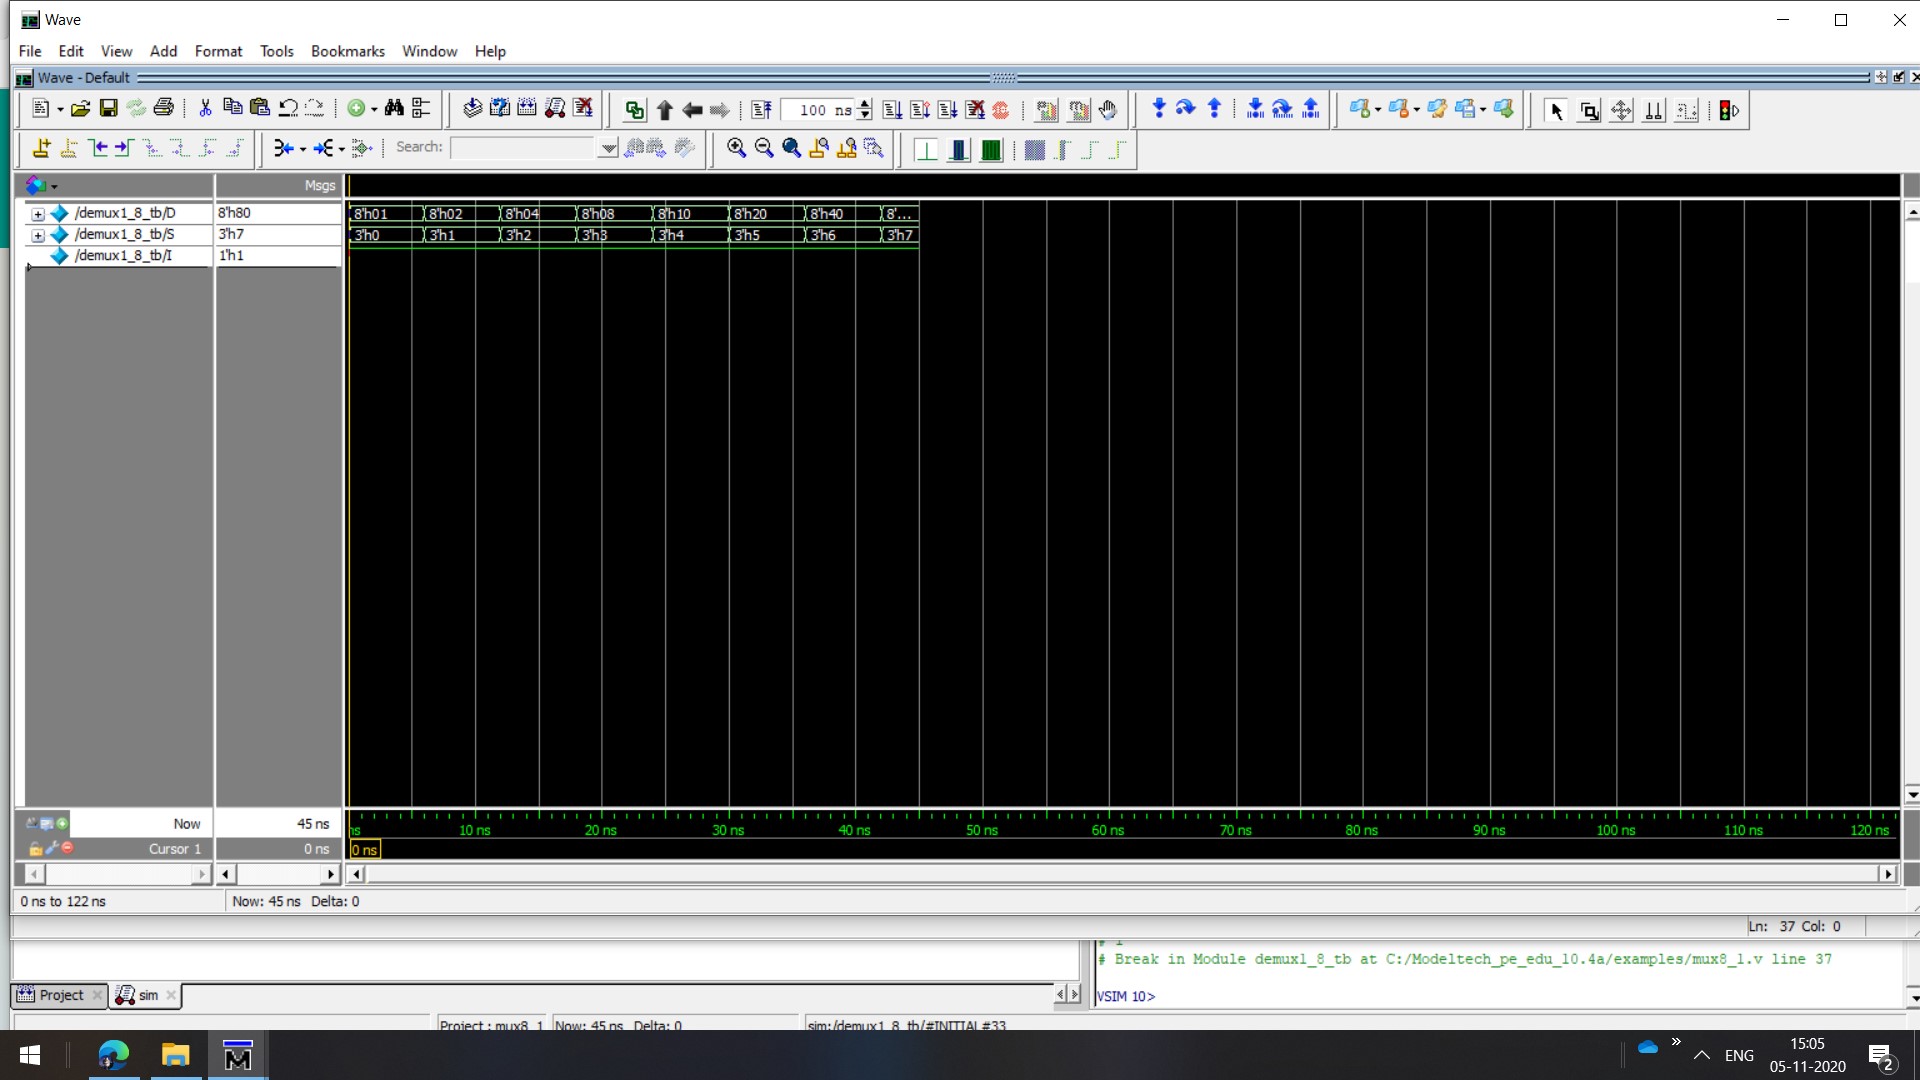 Wave
File Edit View Add Format Tools Bookmarks Window Help
Wave - Default
100 ns
Search:
Msgs
/demux1_8_tb/D 8'h80 8'h01 8'h02 8'h04 8'h08 8'h10 8'h20 8'h40 8'...
/demux1_8_tb/S 3'h7 3'h0 3'h1 3'h2 3'h3 3'h4 3'h5 3'h6 3'h7
/demux1_8_tb/I 1'h1
Now 45 ns ns 10 ns 20 ns 30 ns 40 ns 50 ns 60 ns 70 ns 80 ns 90 ns 100 ns 110 ns 120 ns
Cursor 1 0 ns 0 ns
0 ns to 122 ns Now: 45 ns Delta: 0
Ln: 37 Col: 0
# 1
# Break in Module demux1_8_tb at C:/Modeltech_pe_edu_10.4a/examples/mux8_1.v line 37
Project sim VSIM 10>
Project : mux8_1 Now: 45 ns Delta: 0 sim:/demux1_8_tb/#INITIAL#33
ENG 15:05
05-11-2020 2